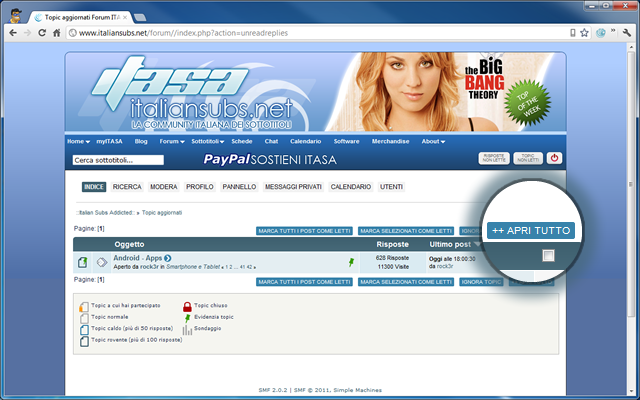 Topic aggiornati Forum ITA
www.italiansubs.net/forum//index.php?action=unreadreplies
itasa
italiansubs.net
LA COMMUNITY ITALIANA DEI SOTTOTITOLI
the BIG BANG THEORY
TOP OF THE WEEK
Home myITASA Blog Forum Sottotitoli Schede Chat Calendario Software Merchandise About
Cerca sottotitoli... PayPal SOSTIENI ITASA RISPOSTE NON LETTE TOPIC NON LETTI
INDICE RICERCA MODERA PROFILO PANNELLO MESSAGGI PRIVATI CALENDARIO UTENTI
::Italian Subs Addicted:: » Topic aggiornati
Pagine: [1] MARCA TUTTI I POST COME LETTI MARCA SELEZIONATI COME LETTI IGNORA ++ APRI TUTTO
Oggetto Risposte Ultimo post
Android - Apps 628 Risposte Oggi alle 18:00:30
Aperto da rock3r in Smartphone e Tablet « 1 2 ... 41 42 » 11300 Visite da rock3r
Pagine: [1] MARCA TUTTI I POST COME LETTI MARCA SELEZIONATI COME LETTI IGNORA TOPIC
Topic a cui hai partecipato Topic chiuso
Topic normale Evidenzia topic
Topic caldo (più di 50 risposte) Sondaggio
Topic rovente (più di 100 risposte)
SMF 2.0.2 | SMF © 2011, Simple Machines